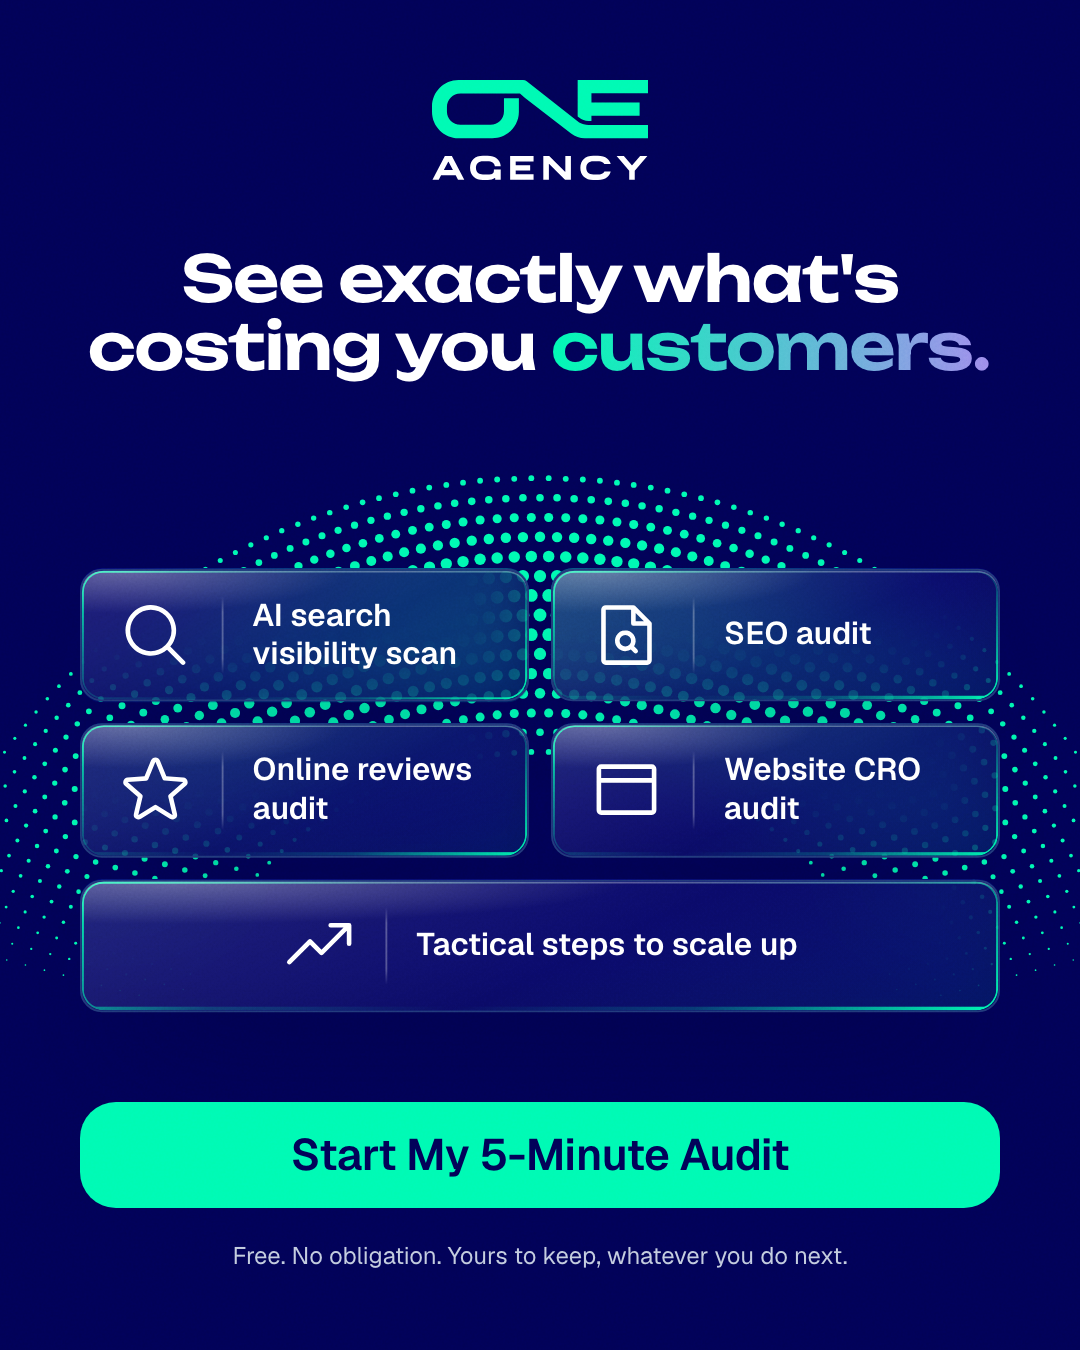 ONE
AGENCY
See exactly what's
costing you customers.
AI search
visibility scan
SEO audit
Online reviews
audit
Website CRO
audit
Tactical steps to scale up
Start My 5-Minute Audit
Free. No obligation. Yours to keep, whatever you do next.